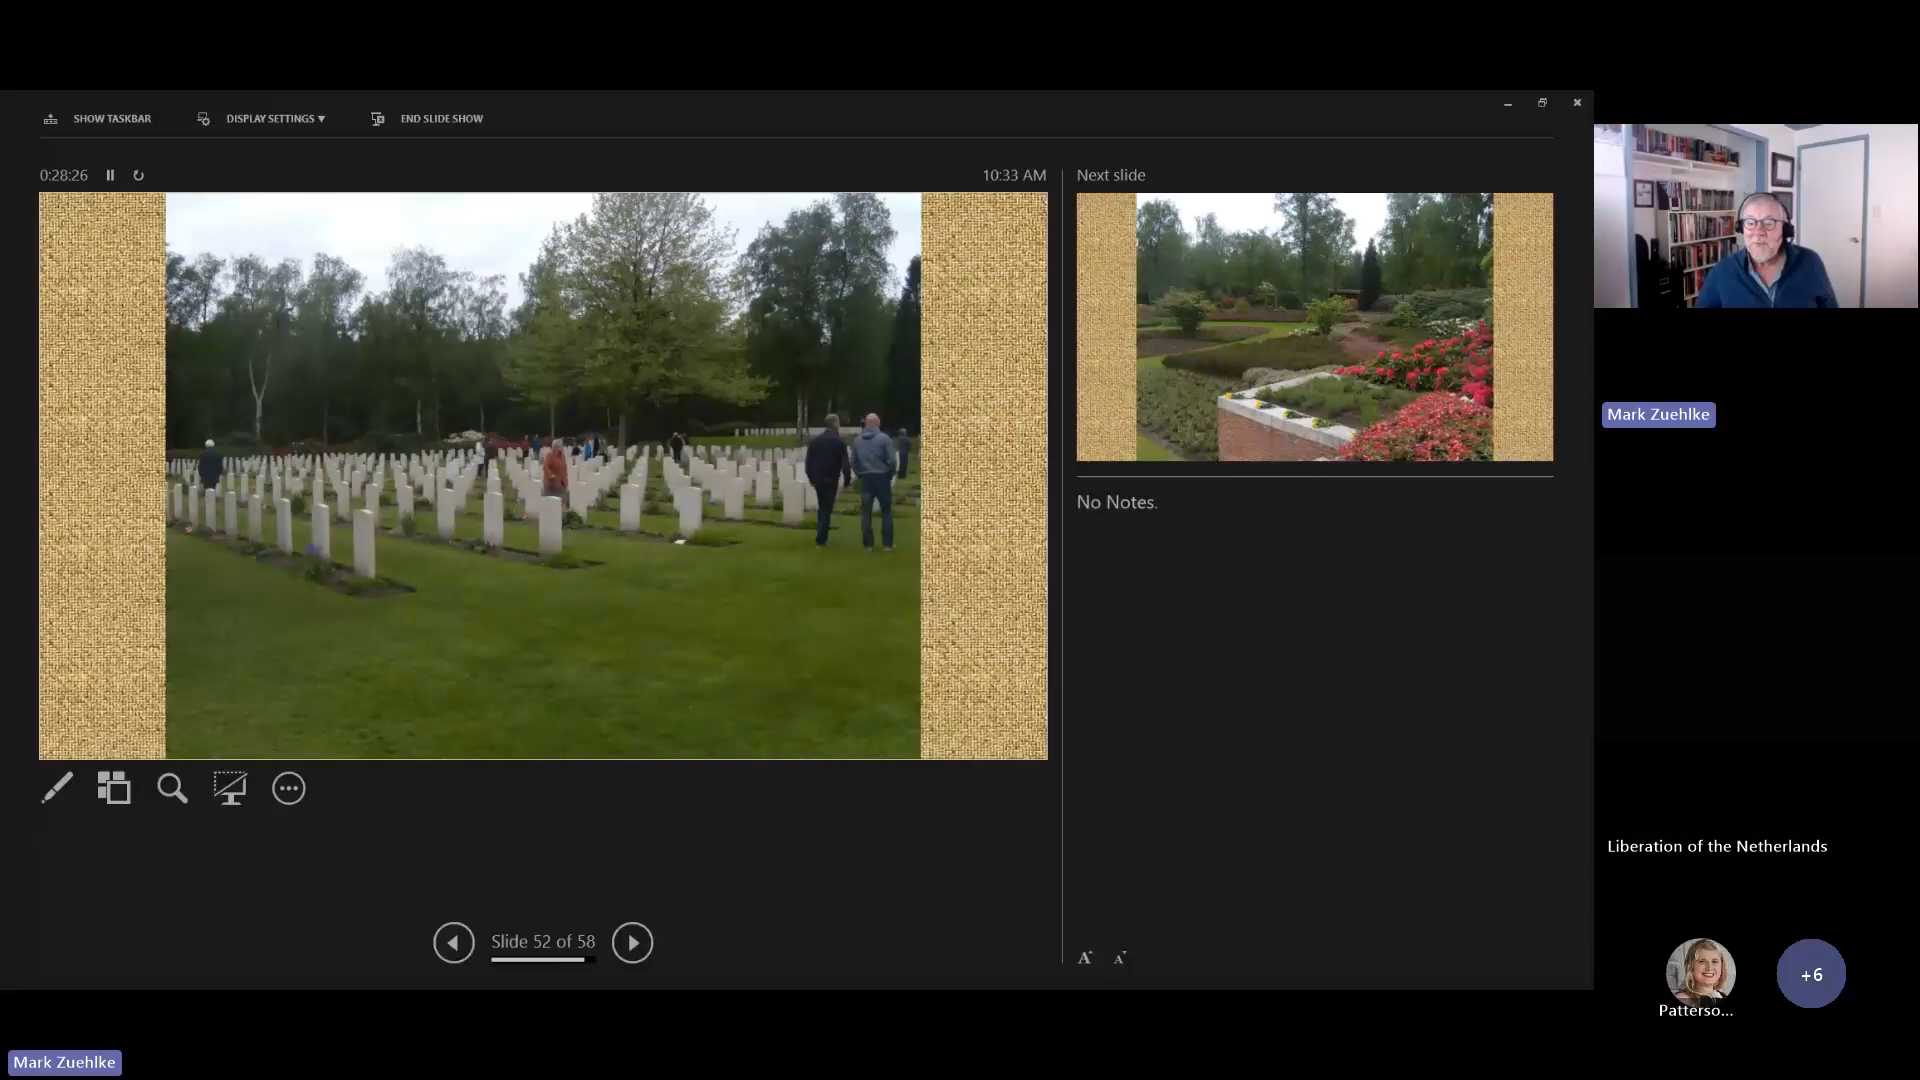 SHOW TASKBAR
DISPLAY SETTINGS ▼
END SLIDE SHOW
0:28:26
10:33 AM
Next slide
No Notes.
Slide 52 of 58
A A
Mark Zuehlke
Liberation of the Netherlands
+6
Patterso...
Mark Zuehlke